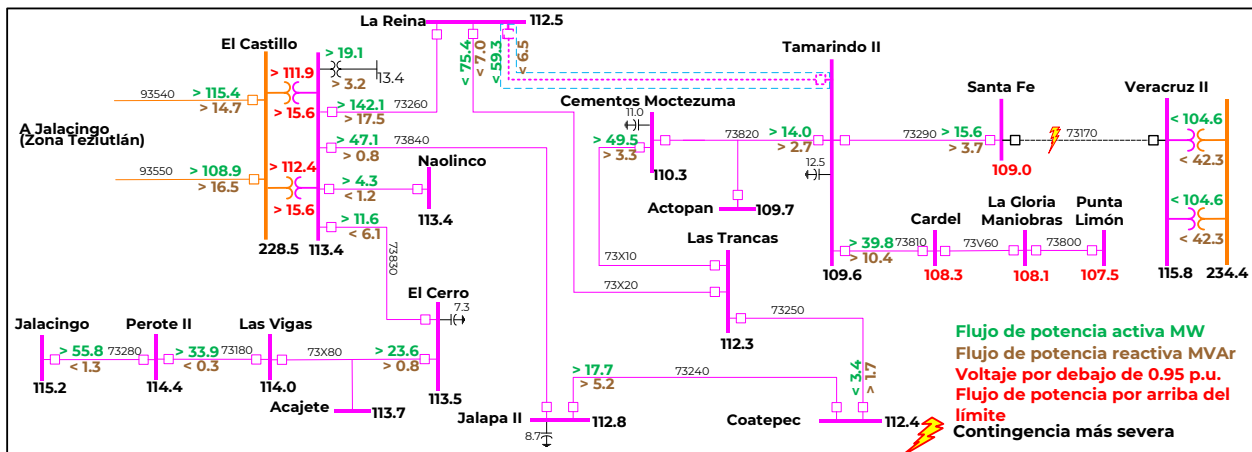 La Reina
112.5
< 75.4
< 7.0
< 59.3
< 6.5
El Castillo
> 19.1
> 3.2
13.4
> 111.9
> 15.6
93540
> 115.4
> 14.7
> 142.1
> 17.5
73260
A Jalacingo
(Zona Teziutlán)
> 47.1
> 0.8
73840
> 112.4
> 15.6
93550
> 108.9
> 16.5
> 4.3
< 1.2
Naolinco
113.4
> 11.6
< 6.1
228.5
113.4
73830
Tamarindo II
Cementos Moctezuma
11.0
> 49.5
> 3.3
110.3
73820
> 14.0
> 2.7
12.5
Actopan
109.7
73290
Santa Fe
> 15.6
> 3.7
109.0
73170
Veracruz II
< 104.6
< 42.3
< 104.6
< 42.3
115.8
234.4
> 39.8
> 10.4
73810
109.6
Cardel
108.3
73V60
La Gloria
Maniobras
108.1
73800
Punta
Limón
107.5
Las Trancas
73X10
73X20
112.3
73250
El Cerro
7.3
113.5
Jalacingo
115.2
> 55.8
< 1.3
73280
Perote II
114.4
> 33.9
< 0.3
73180
Las Vigas
114.0
73X80
> 23.6
> 0.8
Acajete
113.7
Jalapa II
8.7
112.8
> 17.7
> 5.2
73240
< 3.4
> 1.7
Coatepec
112.4
Flujo de potencia activa MW
Flujo de potencia reactiva MVAr
Voltaje por debajo de 0.95 p.u.
Flujo de potencia por arriba del
límite
Contingencia más severa